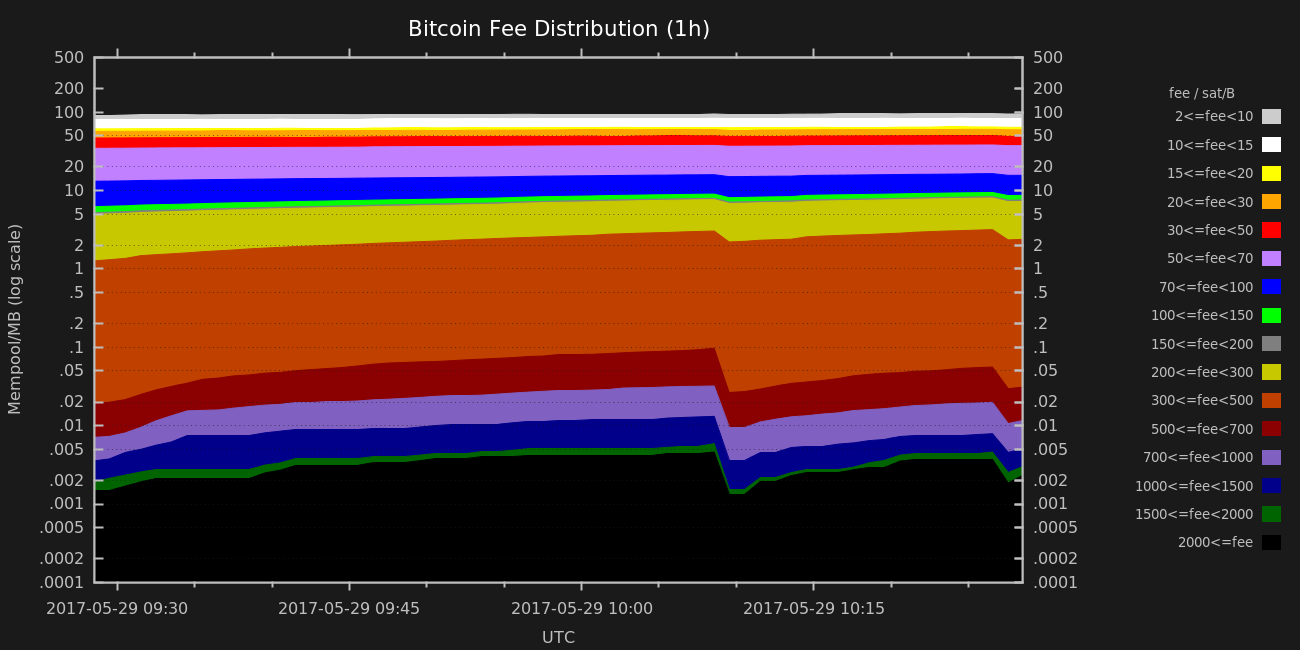 Bitcoin Fee Distribution (1h)
Mempool/MB (log scale)
500
200
100
50
20
10
5
2
1
.5
.2
.1
.05
.02
.01
.005
.002
.001
.0005
.0002
.0001
500
200
100
50
20
10
5
2
1
.5
.2
.1
.05
.02
.01
.005
.002
.001
.0005
.0002
.0001
2017-05-29 09:30
2017-05-29 09:45
2017-05-29 10:00
2017-05-29 10:15
UTC
fee / sat/B
2<=fee<10
10<=fee<15
15<=fee<20
20<=fee<30
30<=fee<50
50<=fee<70
70<=fee<100
100<=fee<150
150<=fee<200
200<=fee<300
300<=fee<500
500<=fee<700
700<=fee<1000
1000<=fee<1500
1500<=fee<2000
2000<=fee